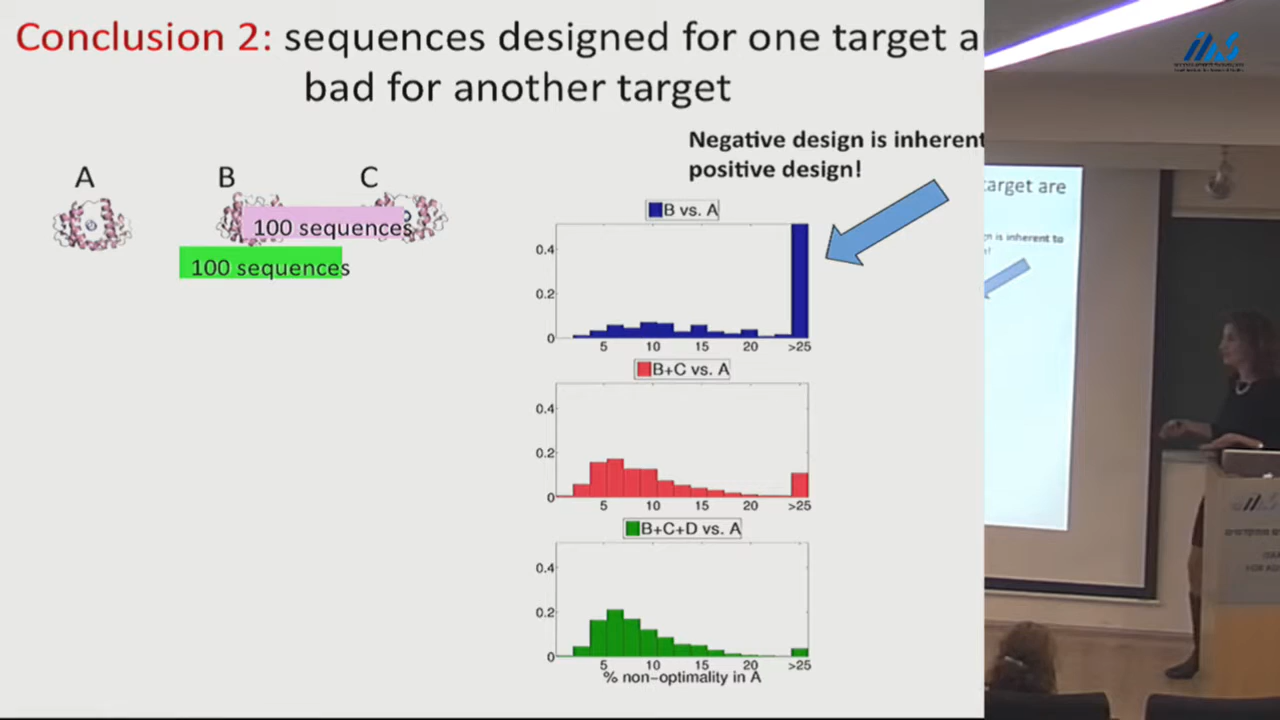 Conclusion 2: sequences designed for one target a
bad for another target
Negative design is inherent
positive design!
A
B
C
100 sequences
100 sequences
B vs. A
0.4
0.2
0
5 10 15 20 >25
B+C vs. A
0.4
0.2
0
5 10 15 20 >25
B+C+D vs. A
0.4
0.2
0
5 10 15 20 >25
% non-optimality in A
IIAS
target are
n is inherent to